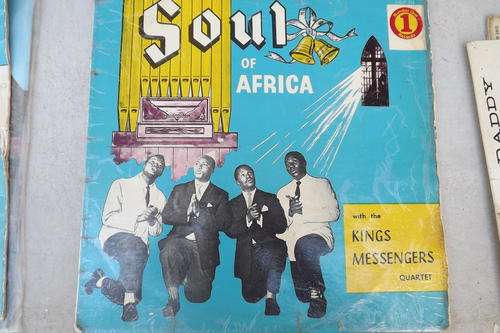 Soul
OF
AFRICA
1
with the
KINGS
MESSENGERS
QUARTET
DADDY